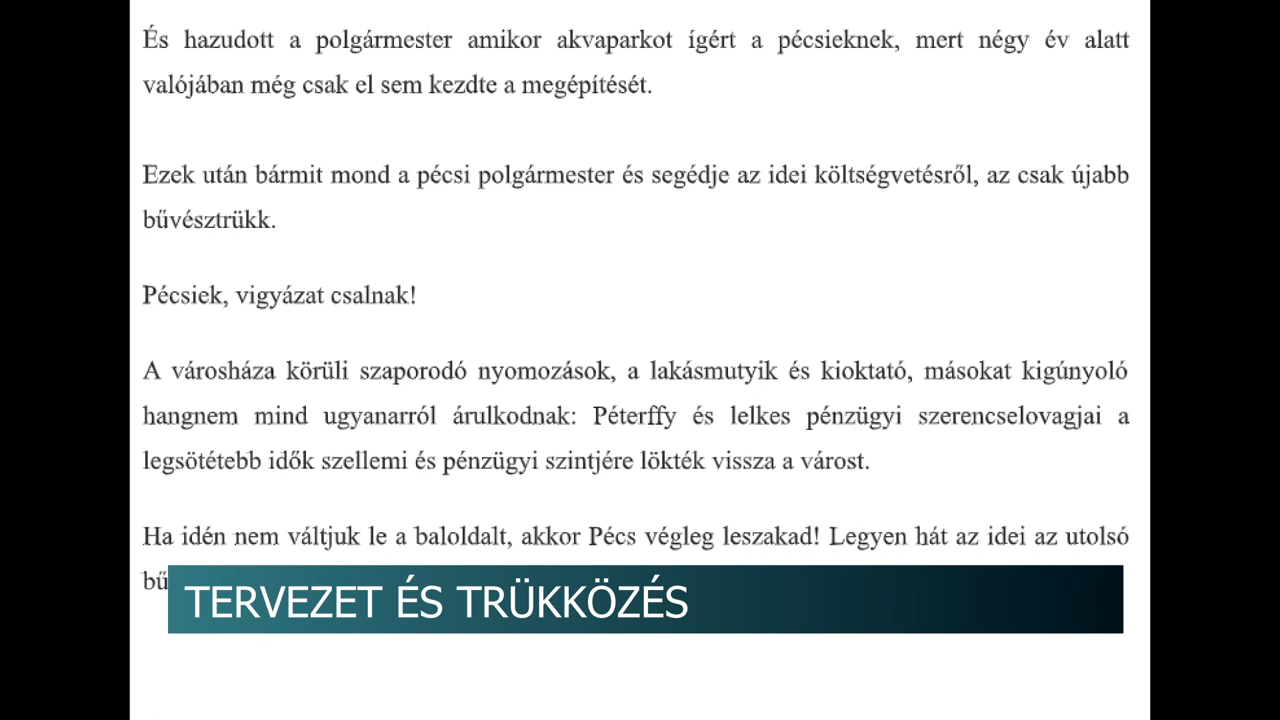 És hazudott a polgármester amikor akvaparkot ígért a pécsieknek, mert négy év alatt
valójában még csak el sem kezdte a megépítését.
Ezek után bármit mond a pécsi polgármester és segédje az idei költségvetésről, az csak újabb
bűvésztrükk.
Pécsiek, vigyázat csalnak!
A városháza körüli szaporodó nyomozások, a lakásmutyik és kioktató, másokat kigúnyoló
hangnem mind ugyanarról árulkodnak: Péterffy és lelkes pénzügyi szerencselovagjai a
legsötétebb idők szellemi és pénzügyi szintjére lökték vissza a várost.
Ha idén nem váltjuk le a baloldalt, akkor Pécs végleg leszakad! Legyen hát az idei az utolsó
TERVEZET ÉS TRÜKKÖZÉS